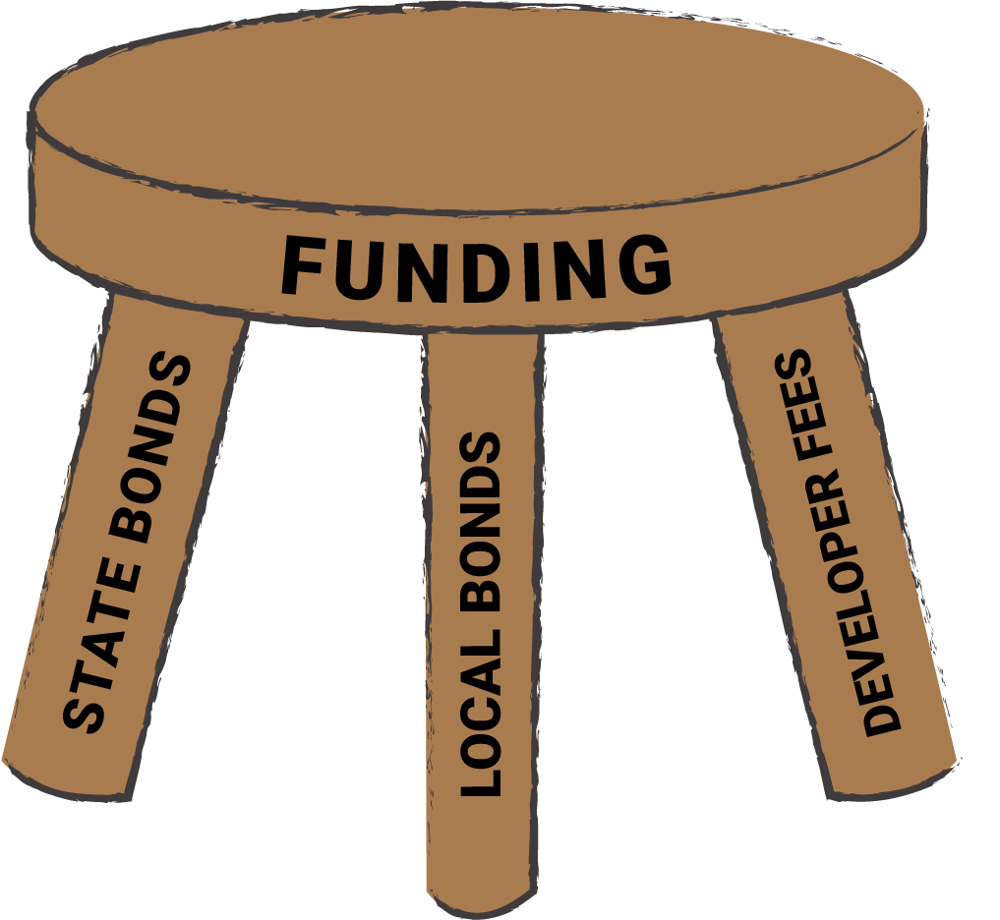 FUNDING
STATE BONDS
LOCAL BONDS
DEVELOPER FEES